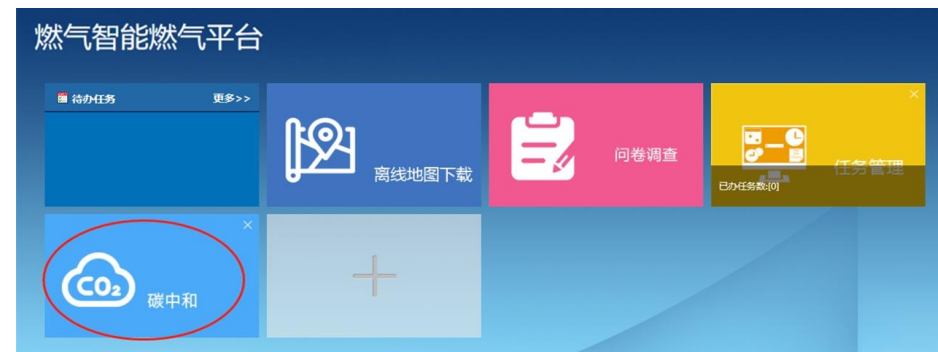 燃气智能燃气平台
待办任务 更多>>
离线地图下载
问卷调查
任务管理
已办任务数:[0]
CO₂
碳中和